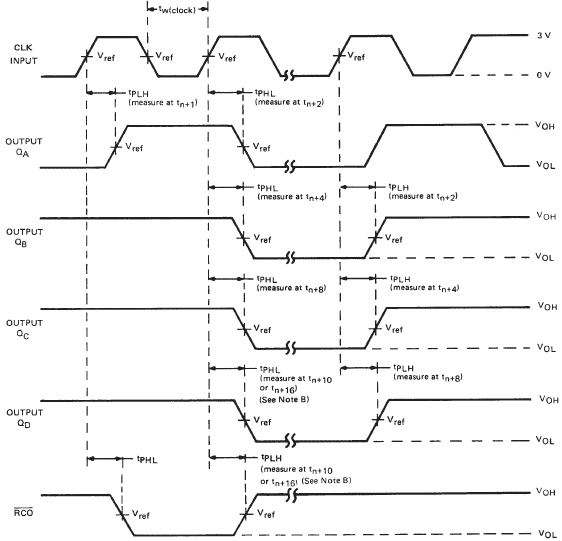 tw(clock)
3 V
CLK
INPUT
Vref
Vref
Vref
Vref
0 V
tPLH
(measure at tn+1)
tPHL
(measure at tn+2)
VOH
OUTPUT
QA
Vref
Vref
VOL
tPHL
(measure at tn+4)
tPLH
(measure at tn+2)
VOH
OUTPUT
QB
Vref
Vref
VOL
tPHL
(measure at tn+8)
tPLH
(measure at tn+4)
VOH
OUTPUT
QC
Vref
Vref
VOL
tPHL
(measure at tn+10
or tn+16)
(See Note B)
tPLH
(measure at tn+8)
VOH
OUTPUT
QD
Vref
Vref
VOL
tPHL
tPLH
(measure at tn+10
or tn+16! (See Note B)
VOH
RCO
Vref
Vref
VOL